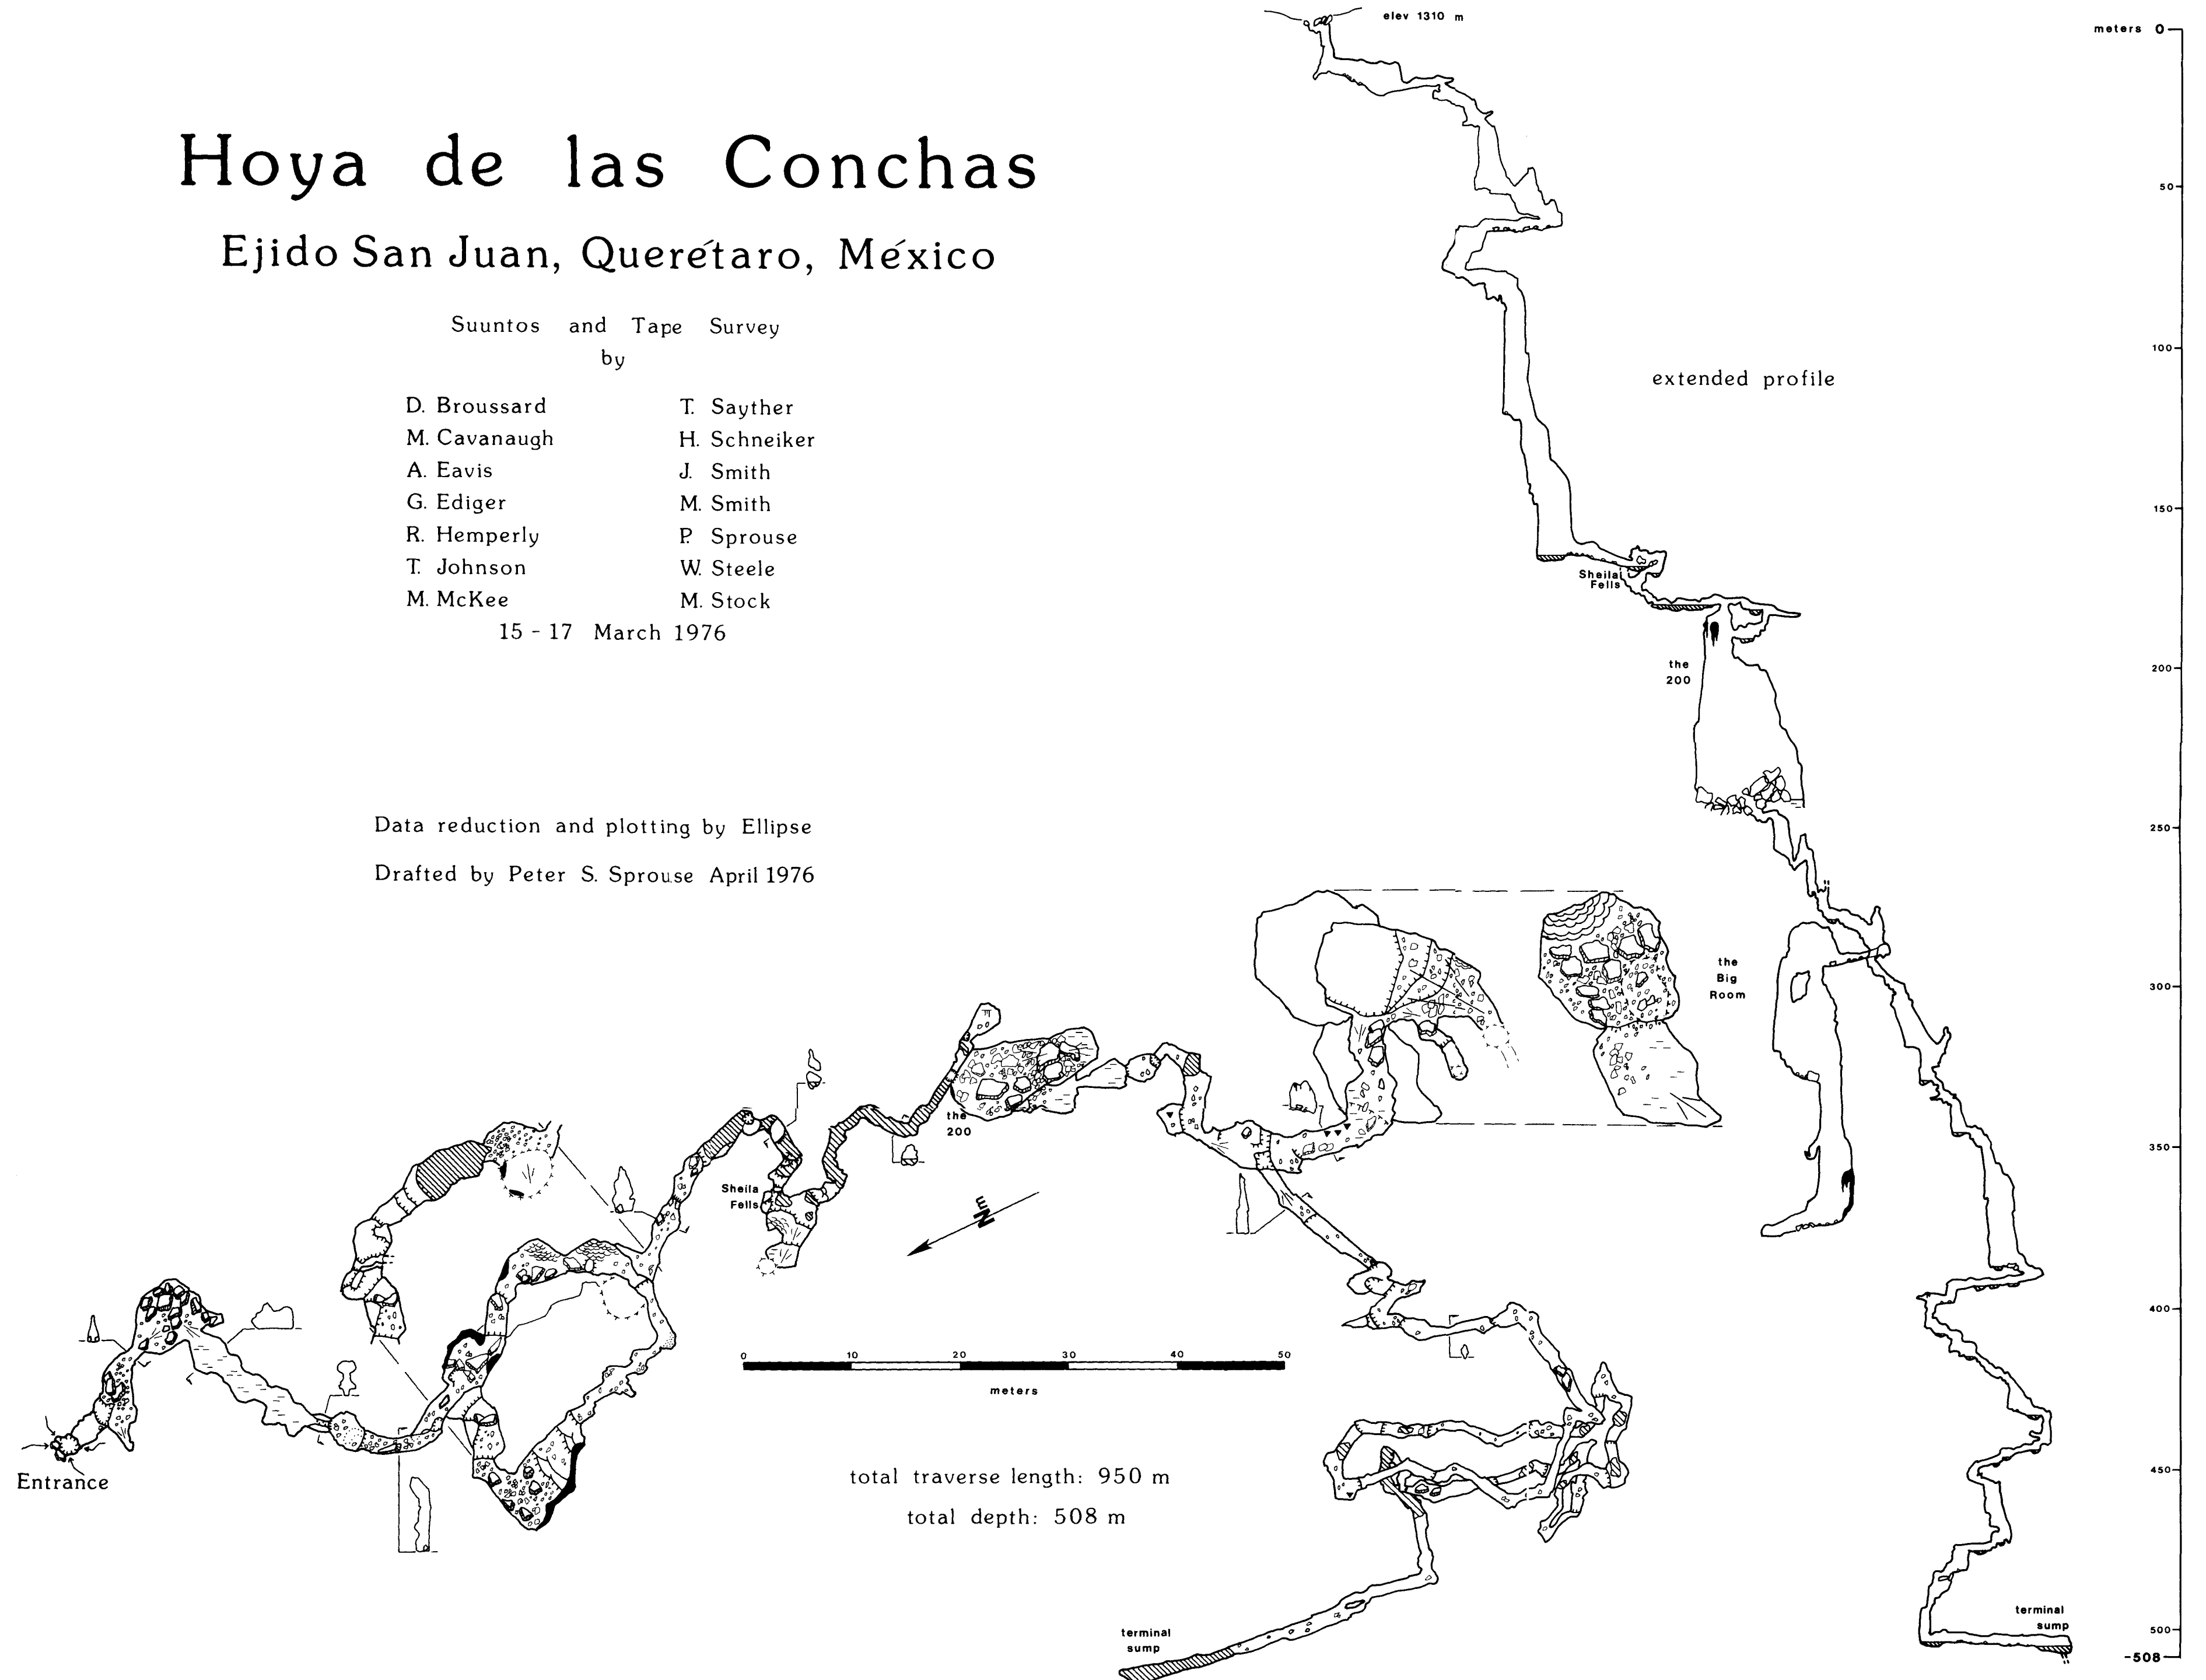 Hoya de las Conchas
Ejido San Juan, Querétaro, México
Suuntos and Tape Survey
by
D. Broussard
M. Cavanaugh
A. Eavis
G. Ediger
R. Hemperly
T. Johnson
M. McKee
T. Sayther
H. Schneiker
J. Smith
M. Smith
P. Sprouse
W. Steele
M. Stock
15 - 17 March 1976
Data reduction and plotting by Ellipse
Drafted by Peter S. Sprouse April 1976
elev 1310 m
extended profile
Sheila
Fells
the
200
the
Big
Room
terminal
sump
meters 0
50
100
150
200
250
300
350
400
450
500
-508
Entrance
Sheila
Fells
the
200
mN
0 10 20 30 40 50
meters
total traverse length: 950 m
total depth: 508 m
terminal
sump